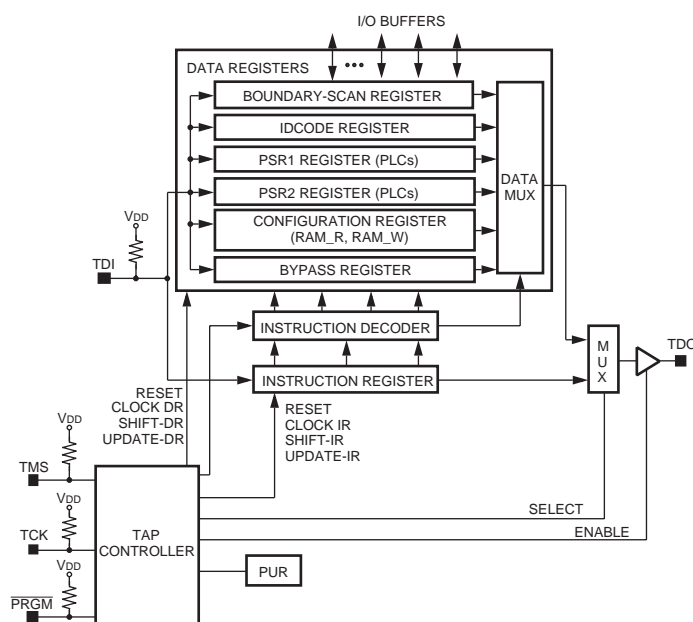 I/O BUFFERS
DATA REGISTERS
BOUNDARY-SCAN REGISTER
IDCODE REGISTER
PSR1 REGISTER (PLCs)
PSR2 REGISTER (PLCs)
CONFIGURATION REGISTER
(RAM_R, RAM_W)
BYPASS REGISTER
DATA
MUX
VDD
TDI
INSTRUCTION DECODER
INSTRUCTION REGISTER
M
U
X
TDO
RESET
CLOCK DR
SHIFT-DR
UPDATE-DR
RESET
CLOCK IR
SHIFT-IR
UPDATE-IR
VDD
TMS
VDD
TCK
VDD
PRGM
TAP
CONTROLLER
SELECT
ENABLE
PUR